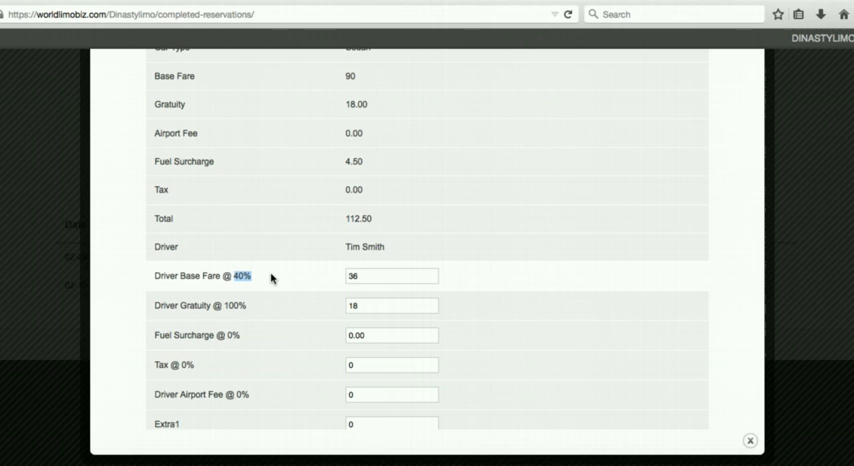 https://worldlimobiz.com/Dinastylimo/completed-reservations/
Search
DINASTYLIMO
Base Fare 90
Gratuity 18.00
Airport Fee 0.00
Fuel Surcharge 4.50
Tax 0.00
Total 112.50
Driver Tim Smith
Driver Base Fare @ 40% 36
Driver Gratuity @ 100% 18
Fuel Surcharge @ 0% 0.00
Tax @ 0% 0
Driver Airport Fee @ 0% 0
Extra1 0
x